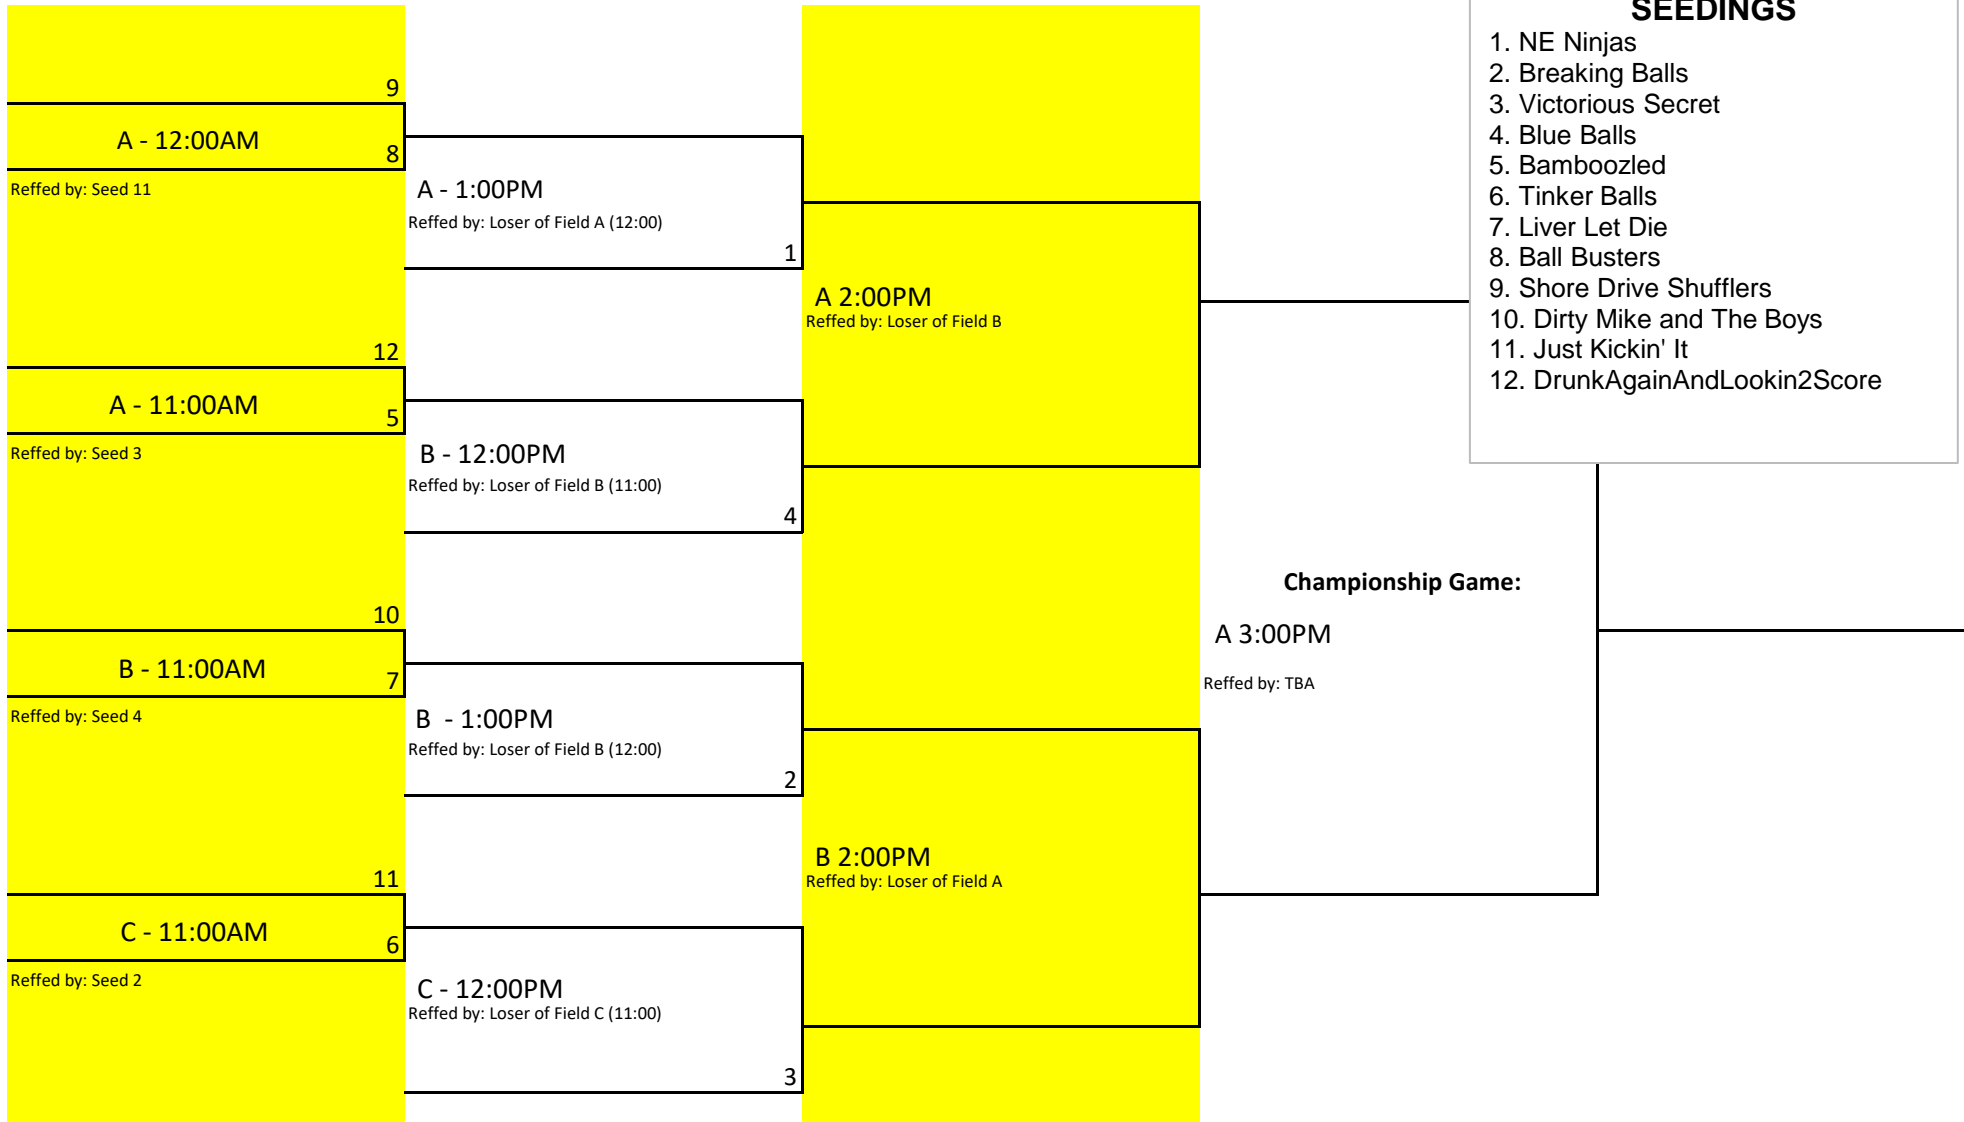 SEEDINGS
1. NE Ninjas
2. Breaking Balls
3. Victorious Secret
4. Blue Balls
5. Bamboozled
6. Tinker Balls
7. Liver Let Die
8. Ball Busters
9. Shore Drive Shufflers
10. Dirty Mike and The Boys
11. Just Kickin' It
12. DrunkAgainAndLookin2Score
9
A - 12:00AM
8
Reffed by: Seed 11
12
A - 11:00AM
5
Reffed by: Seed 3
10
B - 11:00AM
7
Reffed by: Seed 4
11
C - 11:00AM
6
Reffed by: Seed 2
A - 1:00PM
Reffed by: Loser of Field A (12:00)
1
B - 12:00PM
Reffed by: Loser of Field B (11:00)
4
B  - 1:00PM
Reffed by: Loser of Field B (12:00)
2
C - 12:00PM
Reffed by: Loser of Field C (11:00)
3
A 2:00PM
Reffed by: Loser of Field B
B 2:00PM
Reffed by: Loser of Field A
Championship Game:
A 3:00PM
Reffed by: TBA